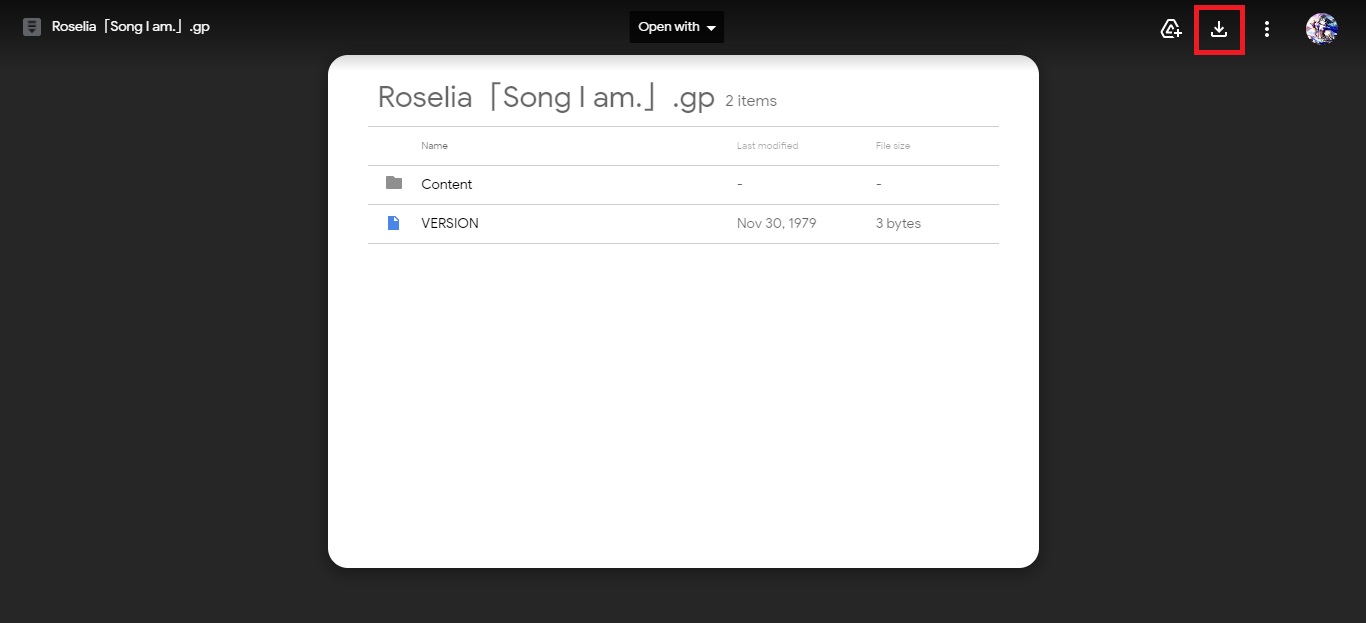 Roselia「Song I am.」.gp
Open with
Roselia「Song I am.」.gp 2 items
Name Last modified File size
Content - -
VERSION Nov 30, 1979 3 bytes